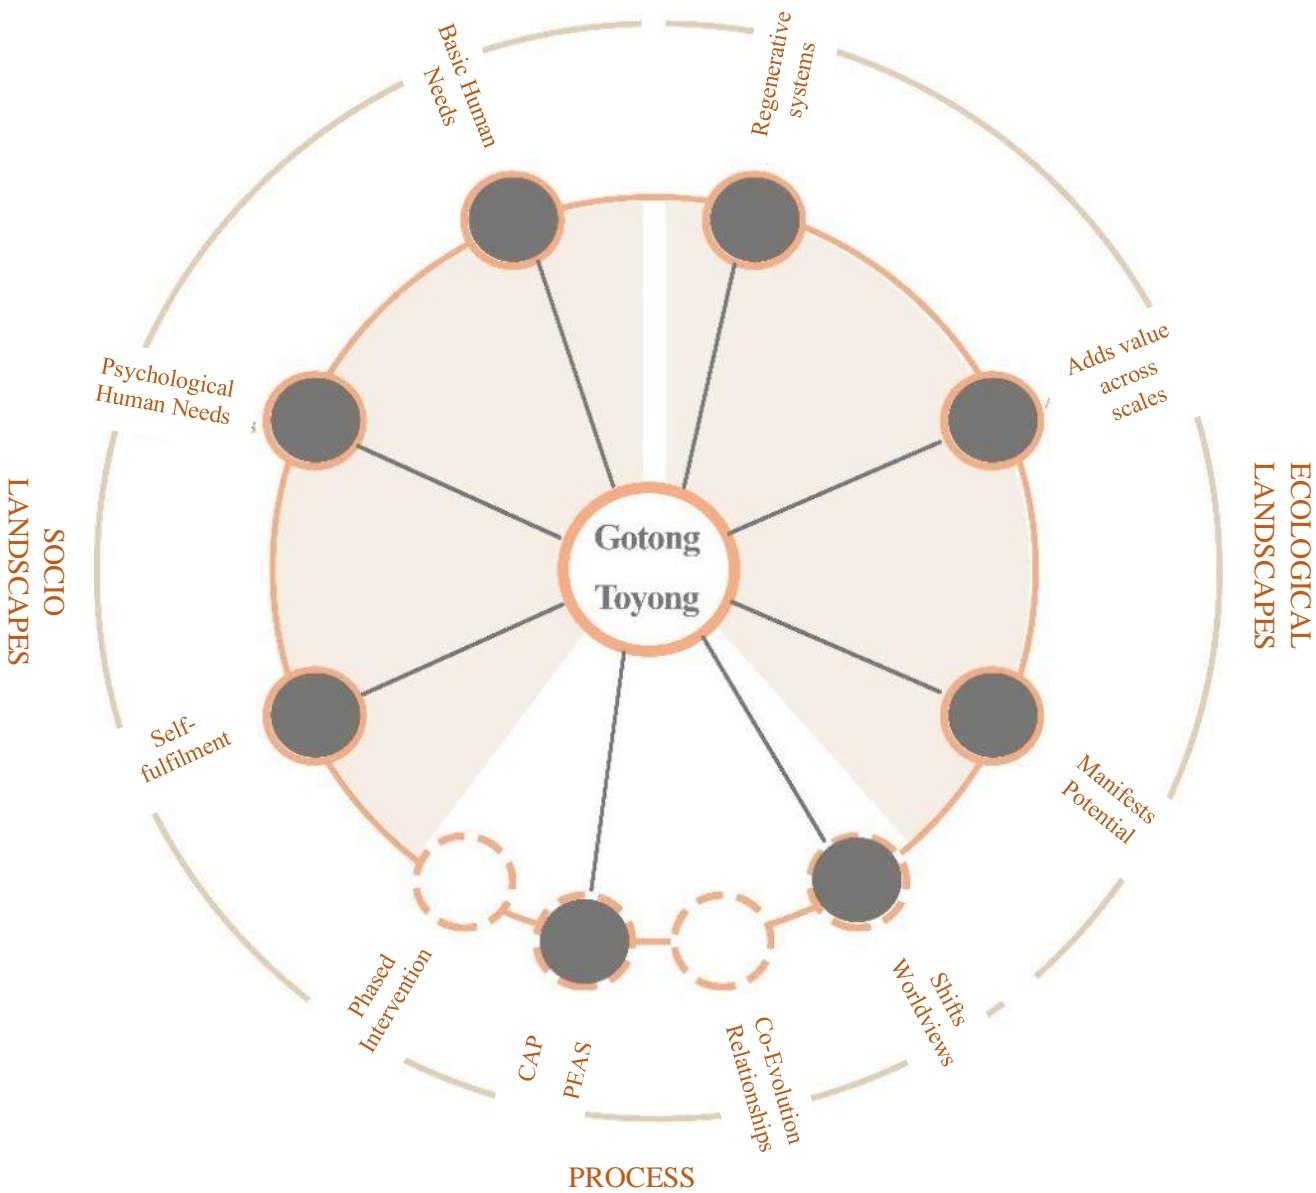 Basic Human
Needs
Regenerative
systems
Psychological
Human Needs
Adds value
across
scales
SOCIO
LANDSCAPES
ECOLOGICAL
LANDSCAPES
Gotong
Toyong
Self-
fulfilment
Manifests
Potential
Phased
Intervention
CAP
PEAS
Co-Evolution
Relationships
Shifts
Worldviews
PROCESS